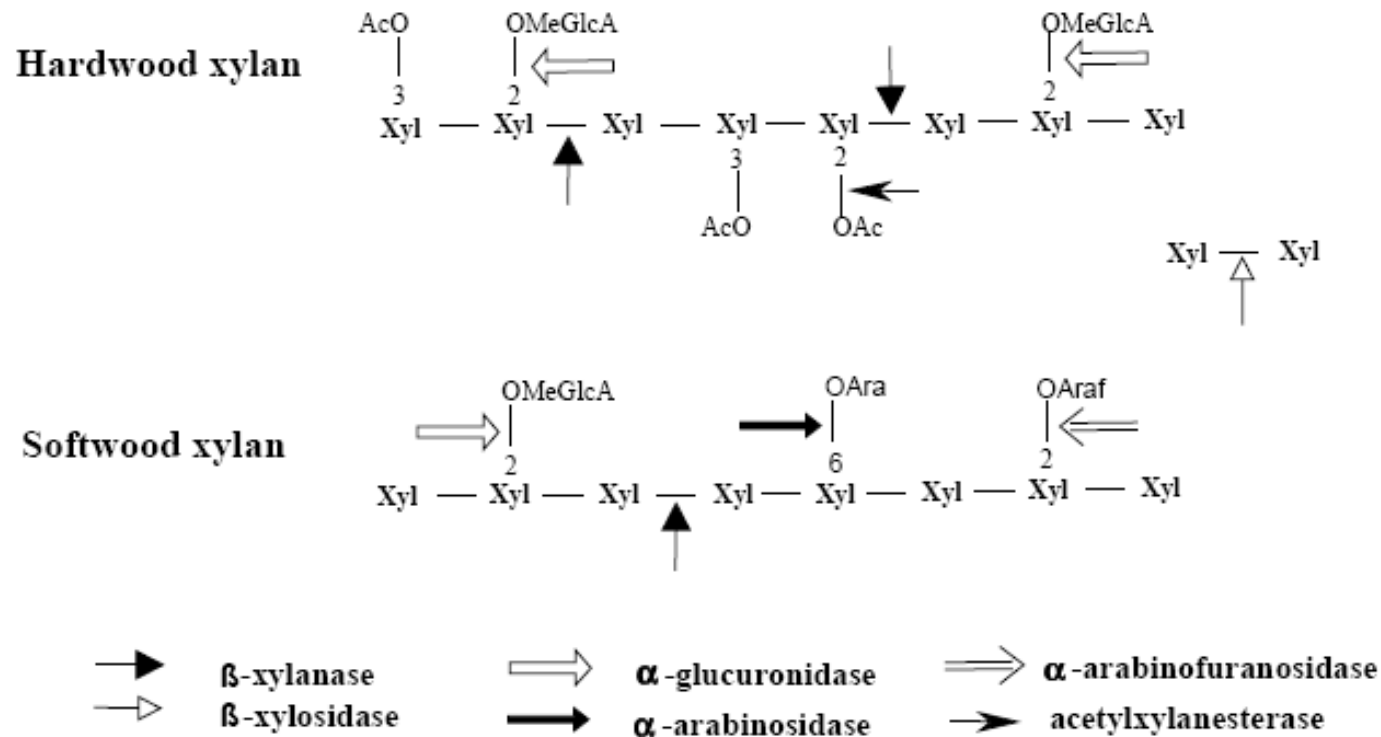 AcO OMeGlcA OMeGlcA
Hardwood xylan
3 2 2
Xyl — Xyl — Xyl — Xyl — Xyl — Xyl — Xyl — Xyl
3 2
AcO OAc
Xyl — Xyl
OMeGlcA OAra OAraf
Softwood xylan
2 6 2
Xyl — Xyl — Xyl — Xyl — Xyl — Xyl — Xyl — Xyl
ß-xylanase α-glucuronidase α-arabinofuranosidase
ß-xylosidase α-arabinosidase acetylxylanesterase